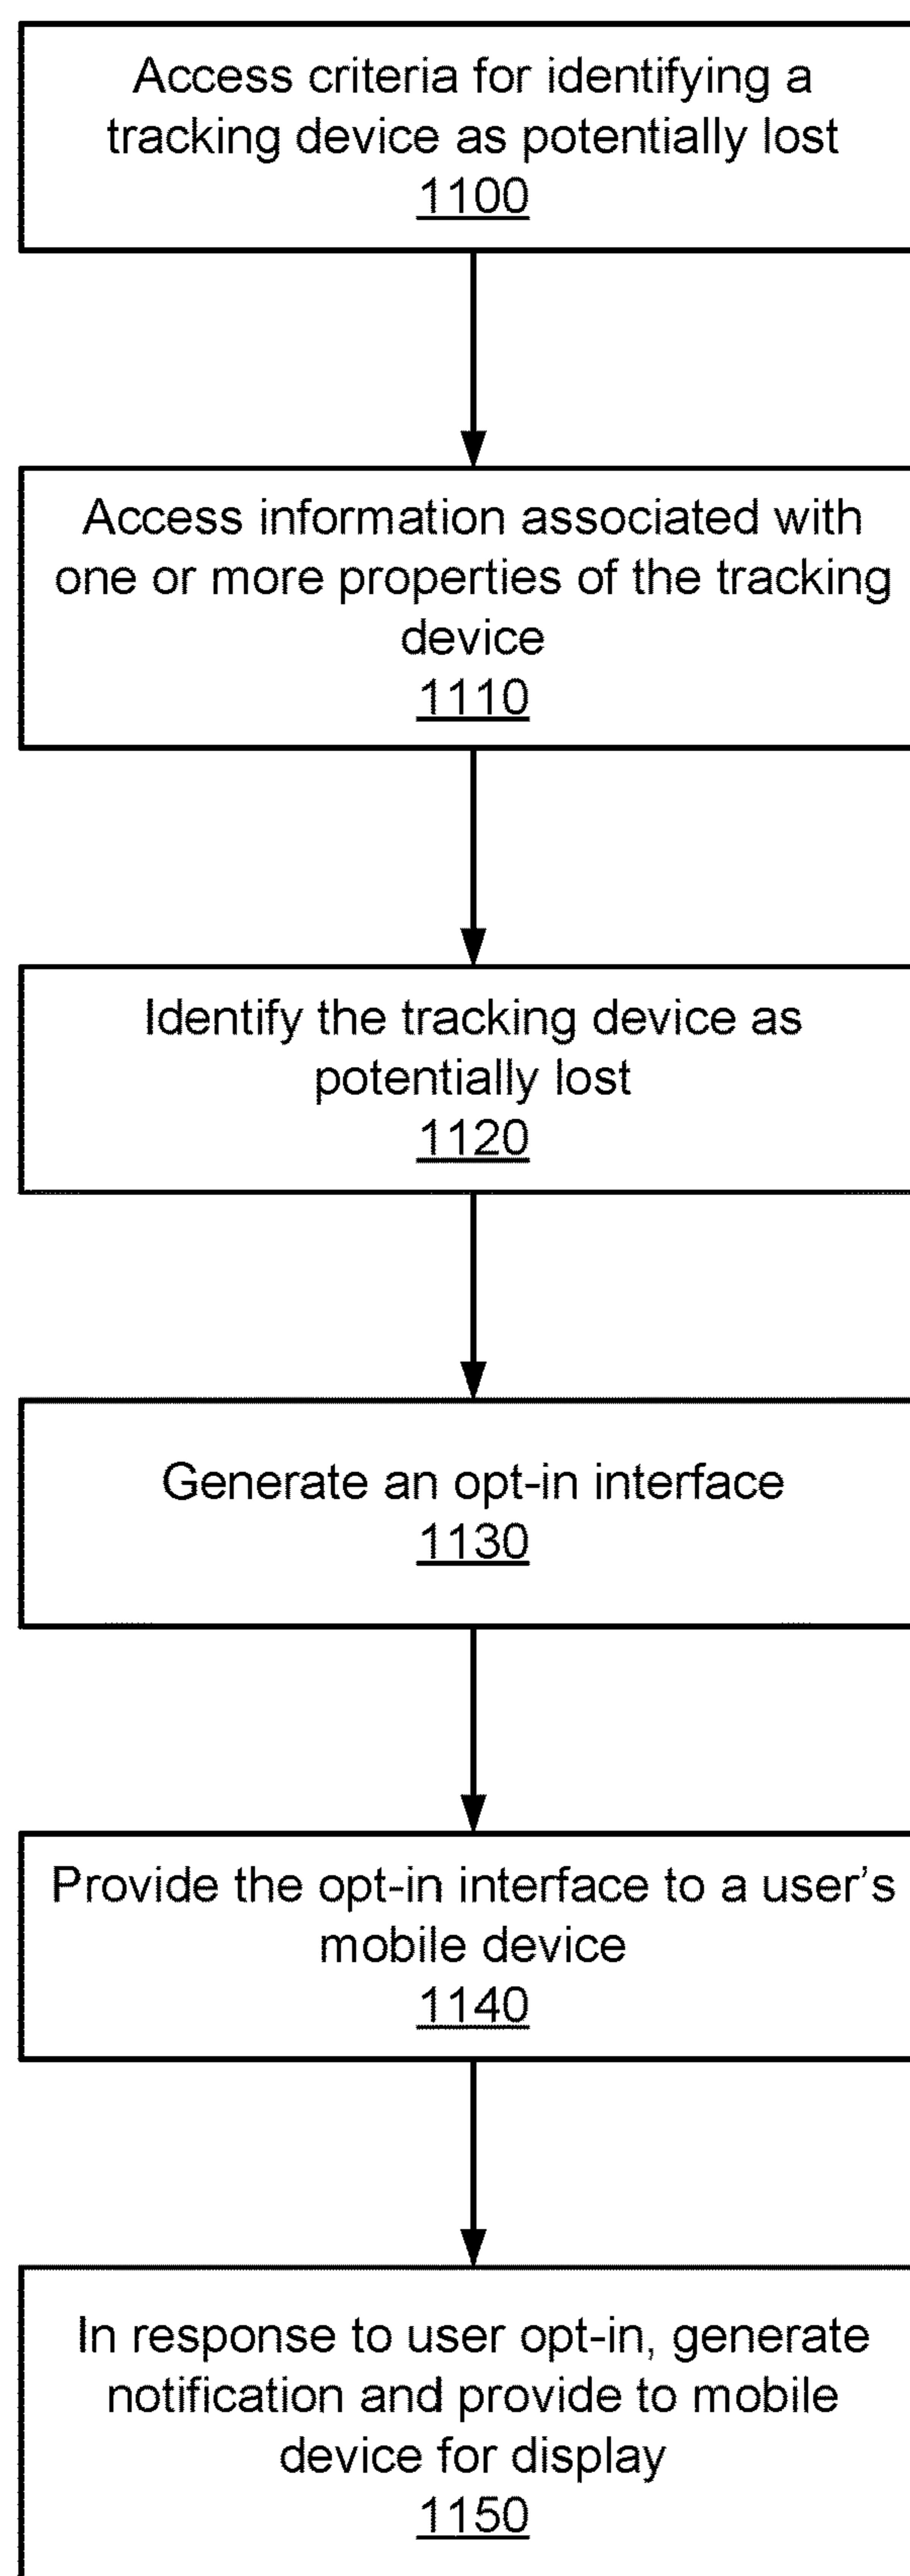 Access criteria for identifying a
tracking device as potentially lost
1100
Access information associated with
one or more properties of the tracking
device
1110
Identify the tracking device as
potentially lost
1120
Generate an opt-in interface
1130
Provide the opt-in interface to a user's
mobile device
1140
In response to user opt-in, generate
notification and provide to mobile
device for display
1150